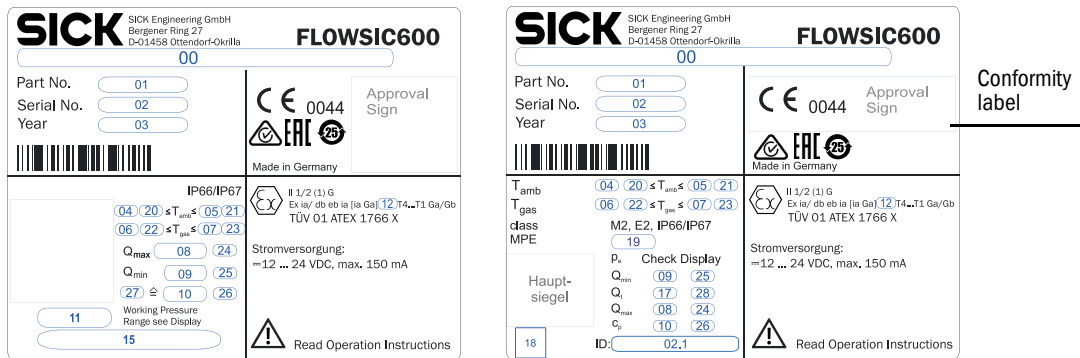 SICK SICK Engineering GmbH
Bergener Ring 27
D-01458 Ottendorf-Okrilla
FLOWSIC600
00
Part No. 01
Serial No. 02
Year 03
CE 0044
Approval
Sign
EAC 25
Made in Germany
IP66/IP67
04 20 ≤Tamb≤ 05 21
06 22 ≤Tgas≤ 07 23
Qmax 08 24
Qmin 09 25
27 ≙ 10 26
11 Working Pressure
Range see Display
15
Ex II 1/2 (1) G
Ex ia/ db eb ia [ia Ga] 12 T4...T1 Ga/Gb
TÜV 01 ATEX 1766 X
Stromversorgung:
⎓12 ... 24 VDC, max. 150 mA
Read Operation Instructions
SICK SICK Engineering GmbH
Bergener Ring 27
D-01458 Ottendorf-Okrilla
FLOWSIC600
00
Part No. 01
Serial No. 02
Year 03
CE 0044
Approval
Sign
EAC 25
Made in Germany
Tamb 04 20 ≤Tamb≤ 05 21
Tgas 06 22 ≤Tgas≤ 07 23
class M2, E2, IP66/IP67
MPE 19
pe Check Display
Qmin 09 25
Qt 17 28
Qmax 08 24
cp 10 26
Haupt-
siegel
18 ID: 02.1
Ex II 1/2 (1) G
Ex ia/ db eb ia [ia Ga] 12 T4...T1 Ga/Gb
TÜV 01 ATEX 1766 X
Stromversorgung:
⎓12 ... 24 VDC, max. 150 mA
Read Operation Instructions
Conformity
label